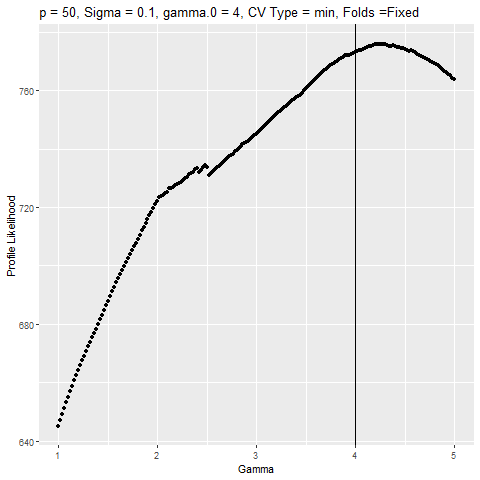 p = 50, Sigma = 0.1, gamma.0 = 4, CV Type = min, Folds =Fixed
Profile Likelihood
760
720
680
640
1 2 3 4 5
Gamma